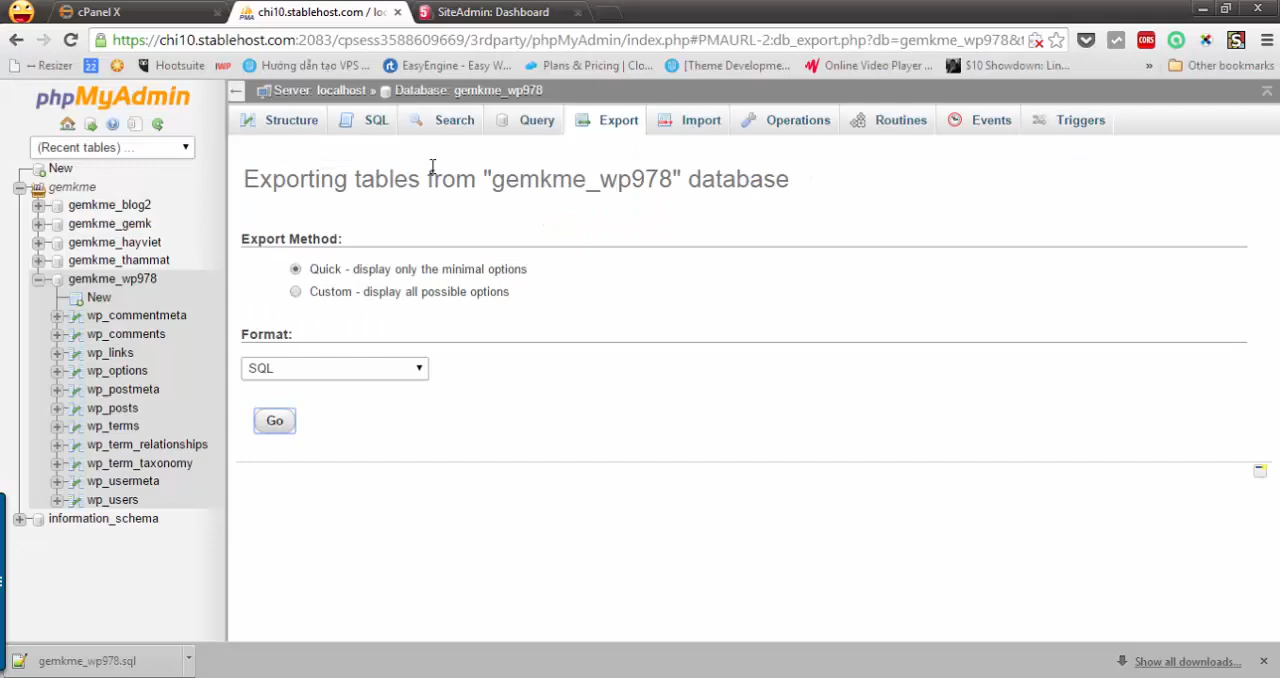 cPanel X
chi10.stablehost.com / loc
SiteAdmin: Dashboard
https://chi10.stablehost.com:2083/cpsess3588609669/3rdparty/phpMyAdmin/index.php#PMAURL-2:db_export.php?db=gemkme_wp978&t
CORS
← Resizer
22
Hootsuite
Hướng dẫn tạo VPS ...
rt
EasyEngine - Easy W...
Plans & Pricing | Clo...
[Theme Developme...
Online Video Player ...
$10 Showdown: Lin...
»
Other bookmarks
phpMyAdmin
(Recent tables) ...
New
gemkme
gemkme_blog2
gemkme_gemk
gemkme_hayviet
gemkme_thammat
gemkme_wp978
New
wp_commentmeta
wp_comments
wp_links
wp_options
wp_postmeta
wp_posts
wp_terms
wp_term_relationships
wp_term_taxonomy
wp_usermeta
wp_users
information_schema
Server: localhost » Database: gemkme_wp978
Structure SQL Search Query Export Import Operations Routines Events Triggers
Exporting tables from "gemkme_wp978" database
Export Method:
Quick - display only the minimal options
Custom - display all possible options
Format:
SQL
Go
gemkme_wp978.sql
Show all downloads...